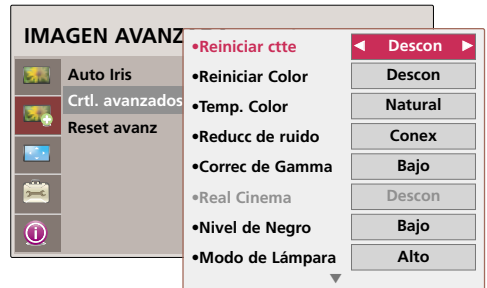 IMAGEN AVANZ
Auto Iris
Crtl. avanzados
Reset avanz
•Reiniciar ctte ◀ Descon ▶
•Reiniciar Color Descon
•Temp. Color Natural
•Reducc de ruido Conex
•Correc de Gamma Bajo
•Real Cinema Descon
•Nivel de Negro Bajo
•Modo de Lámpara Alto